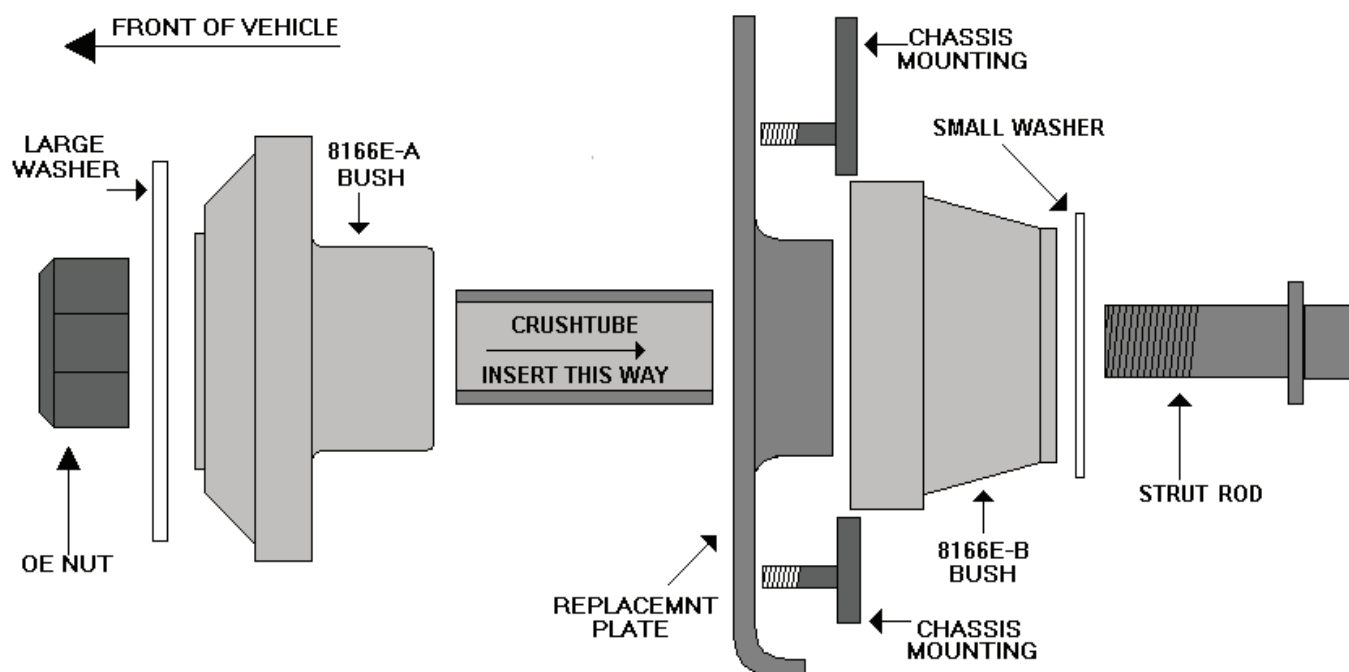 FRONT OF VEHICLE
CHASSIS
MOUNTING
SMALL WASHER
LARGE
WASHER
8166E-A
BUSH
CRUSHTUBE
INSERT THIS WAY
STRUT ROD
OE NUT
8166E-B
BUSH
REPLACEMNT
PLATE
CHASSIS
MOUNTING